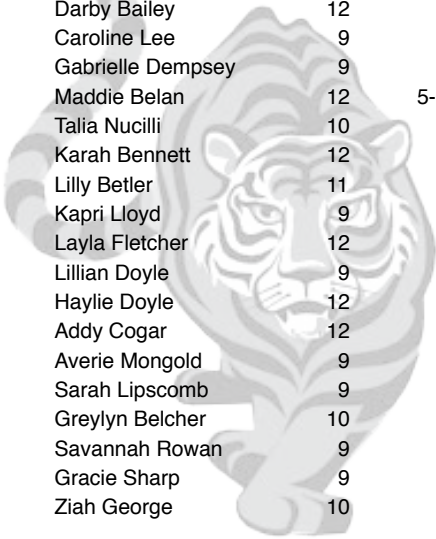 Darby Bailey 12
Caroline Lee 9
Gabrielle Dempsey 9
Maddie Belan 12 5-
Talia Nucilli 10
Karah Bennett 12
Lilly Betler 11
Kapri Lloyd 9
Layla Fletcher 12
Lillian Doyle 9
Haylie Doyle 12
Addy Cogar 12
Averie Mongold 9
Sarah Lipscomb 9
Greylyn Belcher 10
Savannah Rowan 9
Gracie Sharp 9
Ziah George 10